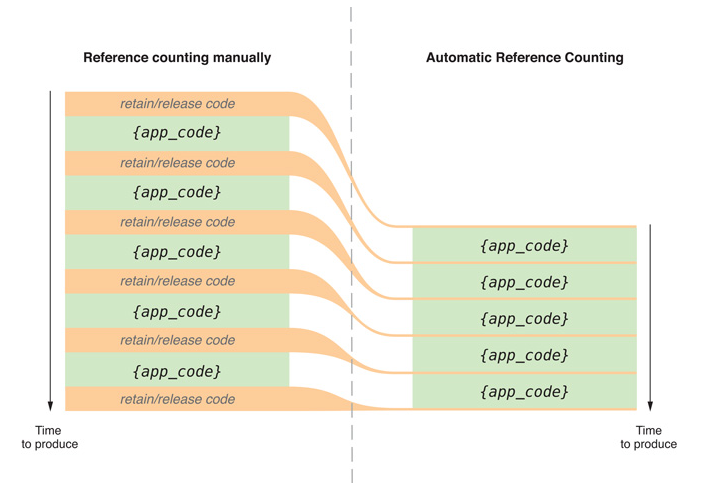 Reference counting manually
retain/release code
{app_code}
retain/release code
{app_code}
retain/release code
{app_code}
retain/release code
{app_code}
retain/release code
{app_code}
retain/release code
Time
to produce
Automatic Reference Counting
{app_code}
{app_code}
{app_code}
{app_code}
{app_code}
Time
to produce